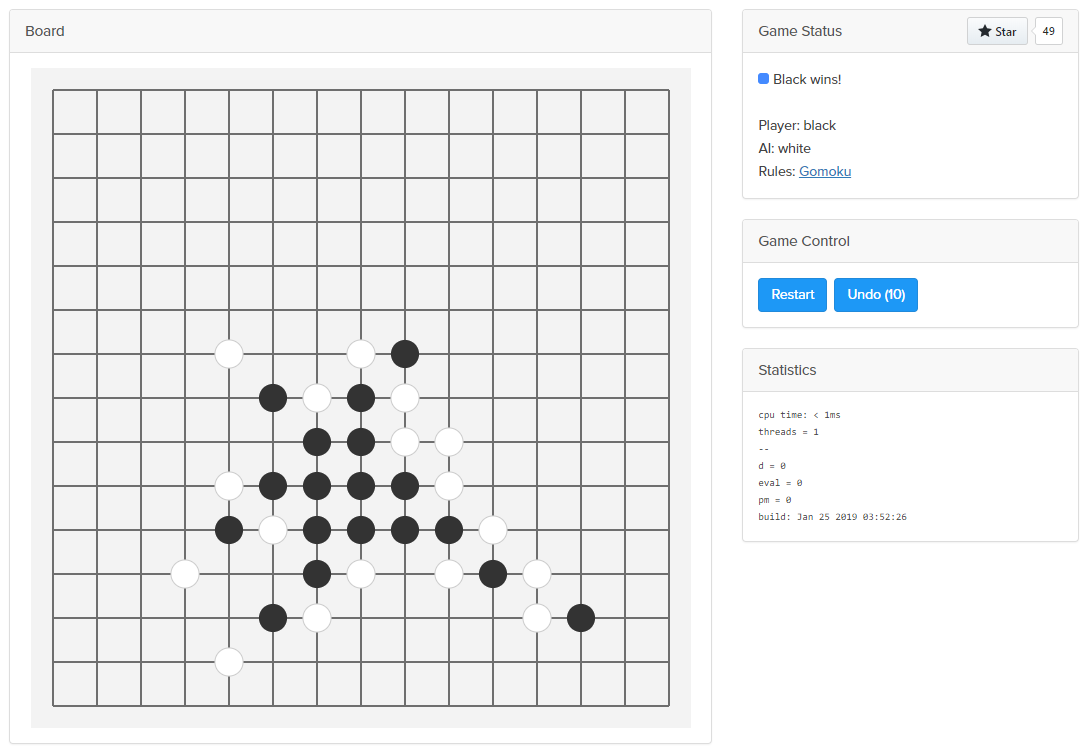 Board
Game Status
Star
49
Black wins!
Player: black
AI: white
Rules: Gomoku
Game Control
Restart
Undo (10)
Statistics
cpu time: < 1ms
threads = 1
--
d = 0
eval = 0
pm = 0
build: Jan 25 2019 03:52:26